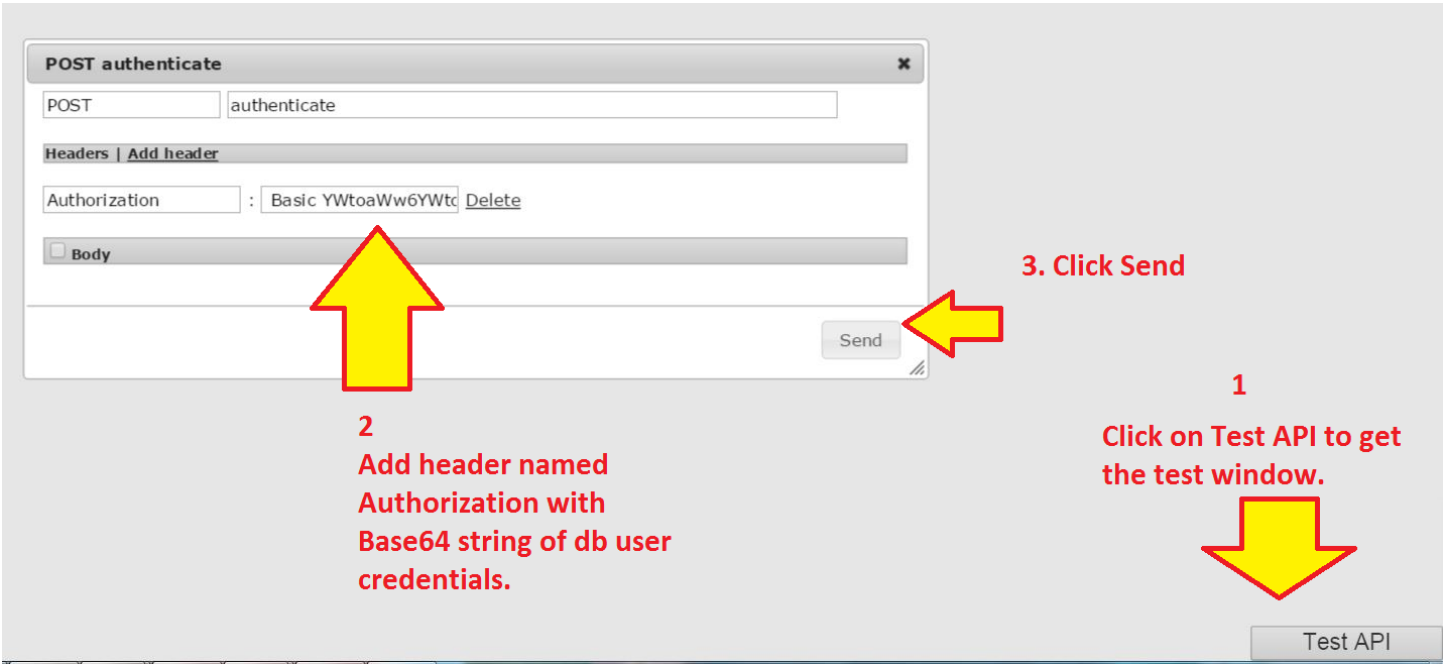 POST authenticate
POST authenticate
Headers | Add header
Authorization : Basic YWtoaWw6YWtc Delete
Body
3. Click Send
Send
1
Click on Test API to get
the test window.
2
Add header named
Authorization with
Base64 string of db user
credentials.
Test API